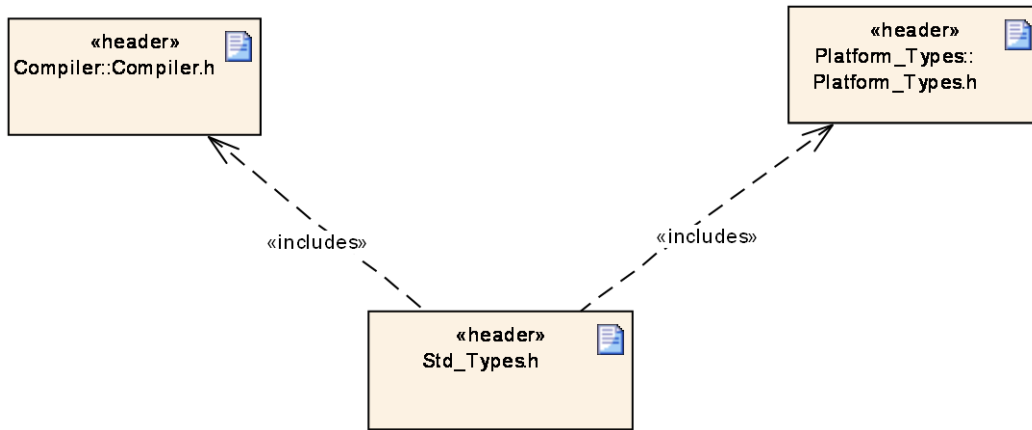 «header»
Compiler::Compiler.h
«header»
Platform_Types::
Platform_Types.h
«includes»
«includes»
«header»
Std_Types.h